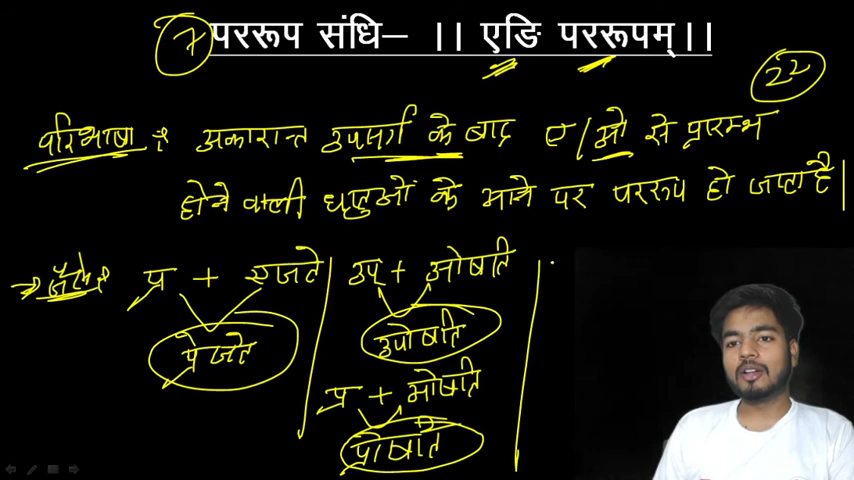 7 पररूप संधि– ।। एङि पररूपम्।।
22
परिभाषा : अकारान्त उपसर्ग के बाद ए/ओ से प्रारम्भ
होने वाली धातुओं के आने पर पररूप हो जाता है|
→ जैसे : प्र + एजते | उप + ओषति |
प्रेजते
उपोषति
प्र + ओषति
प्रोषति